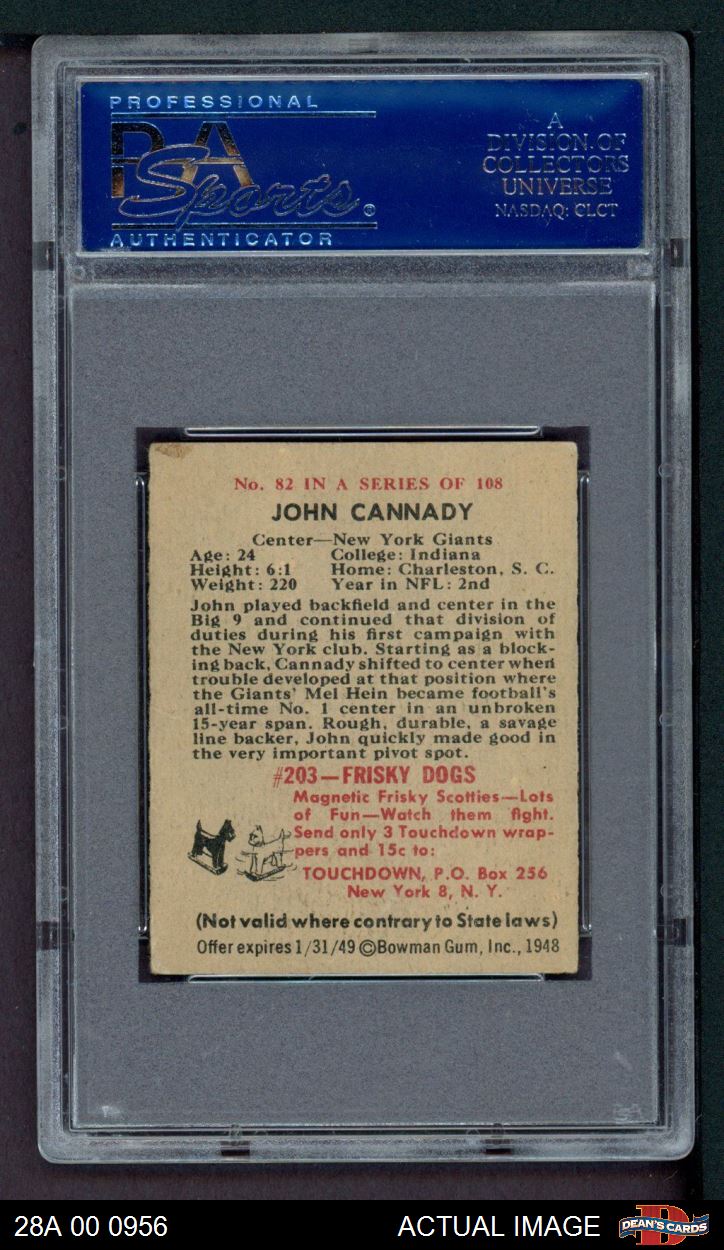 PROFESSIONAL
PSA
Sports®
AUTHENTICATOR
A
DIVISION OF
COLLECTORS
UNIVERSE
NASDAQ: CLCT
No. 82 IN A SERIES OF 108
JOHN CANNADY
Center—New York Giants
Age: 24 College: Indiana
Height: 6:1 Home: Charleston, S. C.
Weight: 220 Year in NFL: 2nd
John played backfield and center in the
Big 9 and continued that division of
duties during his first campaign with
the New York club. Starting as a block-
ing back, Cannady shifted to center when
trouble developed at that position where
the Giants' Mel Hein became football's
all-time No. 1 center in an unbroken
15-year span. Rough, durable, a savage
line backer, John quickly made good in
the very important pivot spot.
#203—FRISKY DOGS
Magnetic Frisky Scotties—Lots
of Fun—Watch them fight.
Send only 3 Touchdown wrap-
pers and 15c to:
TOUCHDOWN, P.O. Box 256
New York 8, N. Y.
(Not valid where contrary to State laws)
Offer expires 1/31/49 ©Bowman Gum, Inc., 1948
28A 00 0956
ACTUAL IMAGE
DEAN'S CARDS